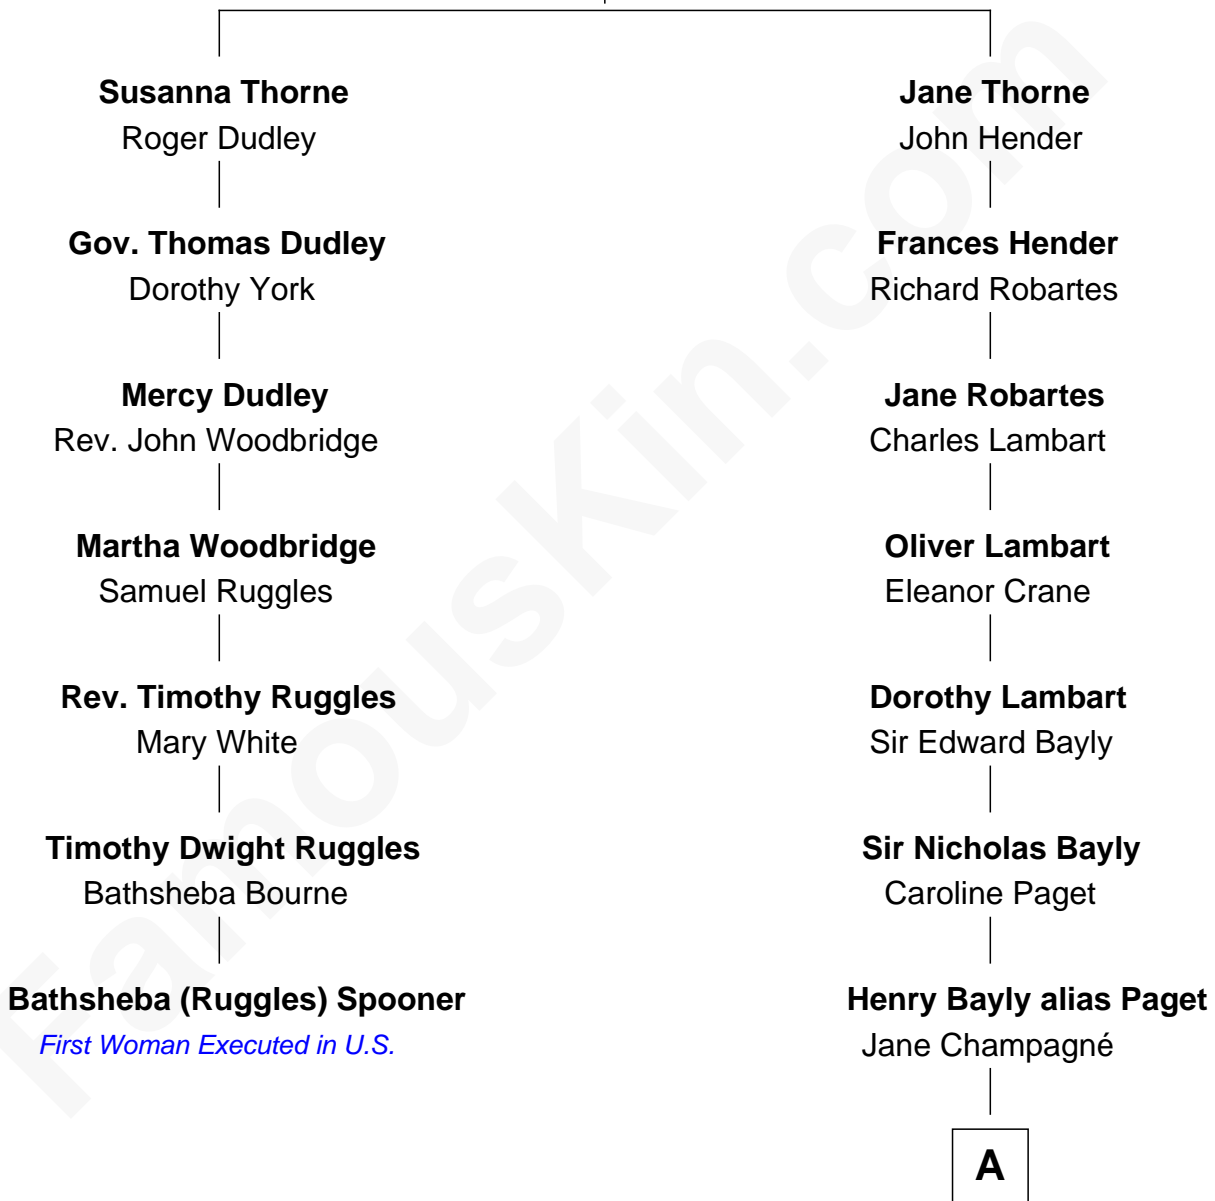 Susanna Thorne
Roger Dudley
Jane Thorne
John Hender
Gov. Thomas Dudley
Dorothy York
Frances Hender
Richard Robartes
Mercy Dudley
Rev. John Woodbridge
Jane Robartes
Charles Lambart
Martha Woodbridge
Samuel Ruggles
Oliver Lambart
Eleanor Crane
Rev. Timothy Ruggles
Mary White
Dorothy Lambart
Sir Edward Bayly
Timothy Dwight Ruggles
Bathsheba Bourne
Sir Nicholas Bayly
Caroline Paget
Bathsheba (Ruggles) Spooner
First Woman Executed in U.S.
Henry Bayly alias Paget
Jane Champagné
A
FamousKin.com